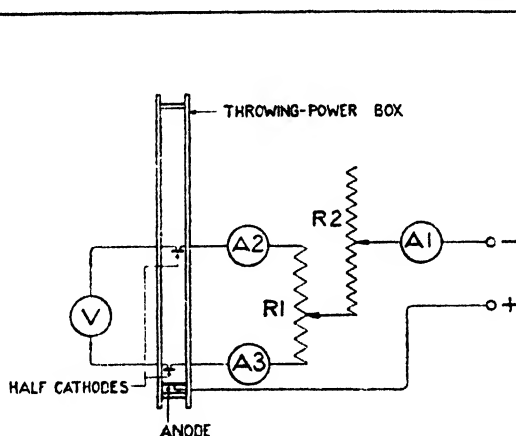 THROWING-POWER BOX
R2
A2
A1
−
R1
+
V
A3
HALF CATHODES
ANODE